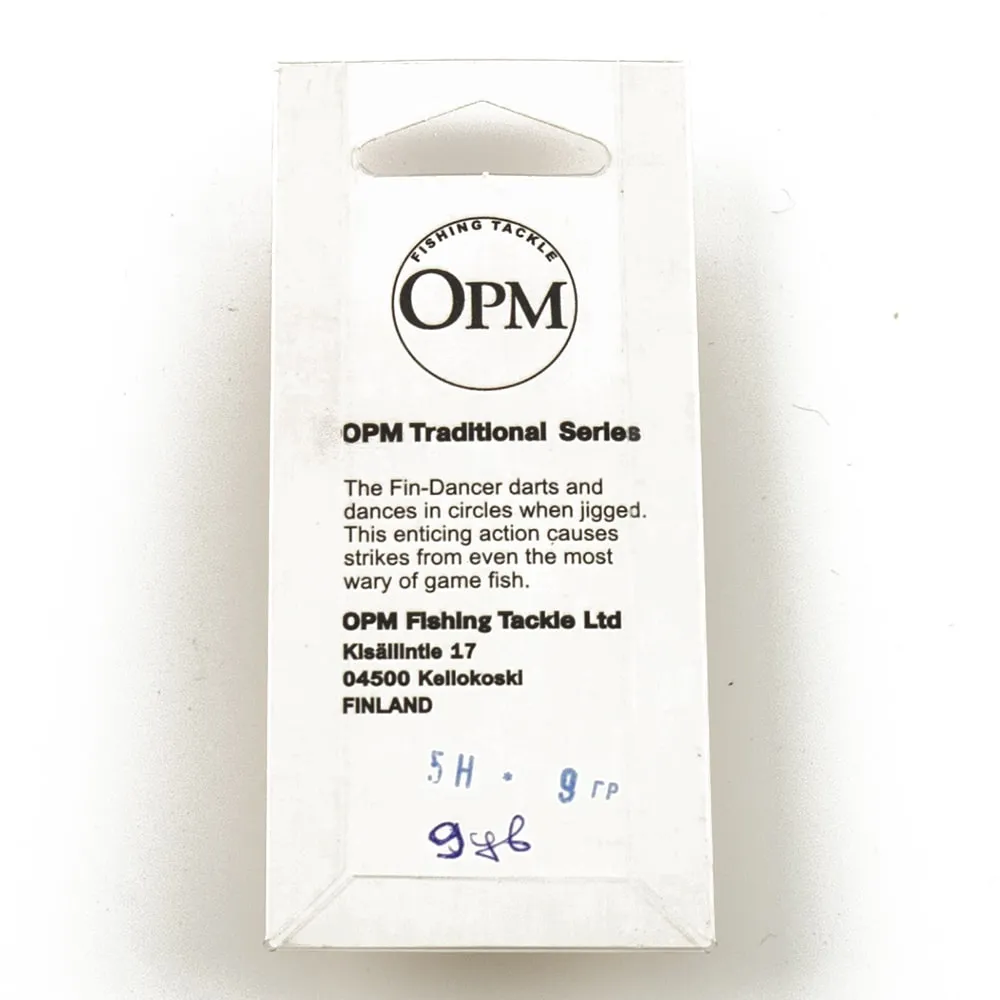 FISHING TACKLE
OPM
OPM Traditional Series
The Fin-Dancer darts and
dances in circles when jigged.
This enticing action causes
strikes from even the most
wary of game fish.
OPM Fishing Tackle Ltd
Kisällintie 17
04500 Kellokoski
FINLAND
5Н · 9 ГР